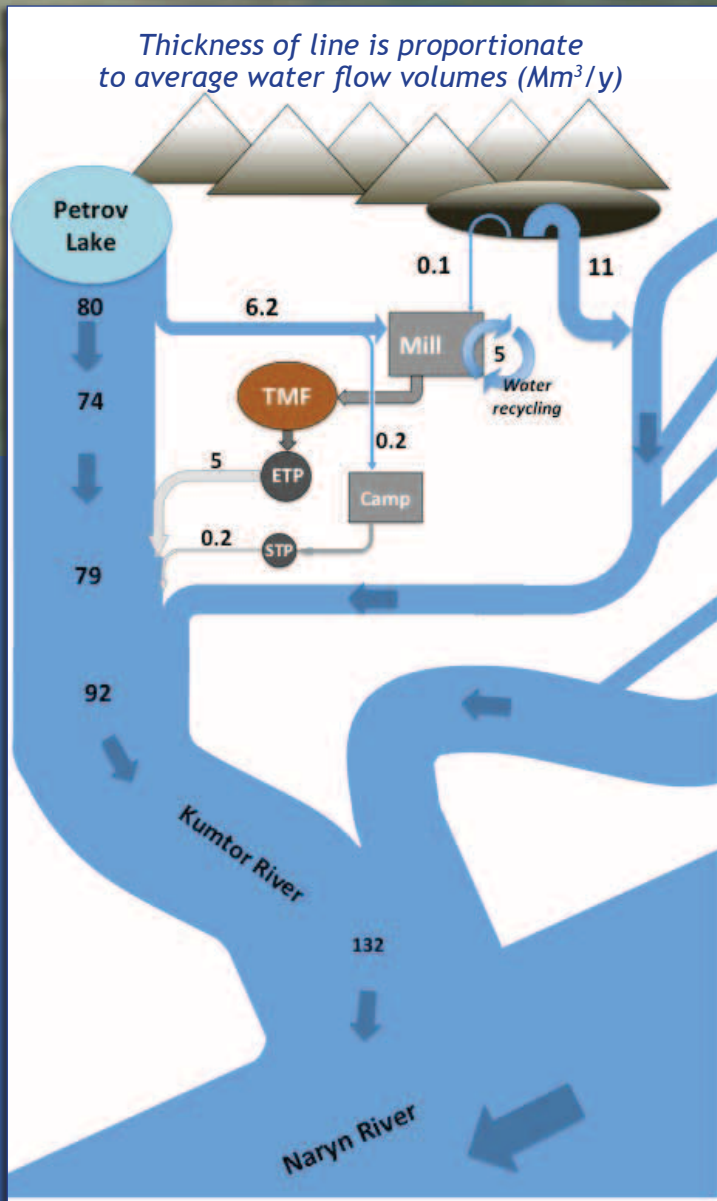 Thickness of line is proportionate
to average water flow volumes (Mm³/y)
Petrov
Lake
0.1
11
80
6.2
Mill
5
Water
recycling
74
TMF
0.2
5
ETP
Camp
0.2
STP
79
92
Kumtor River
132
Naryn River